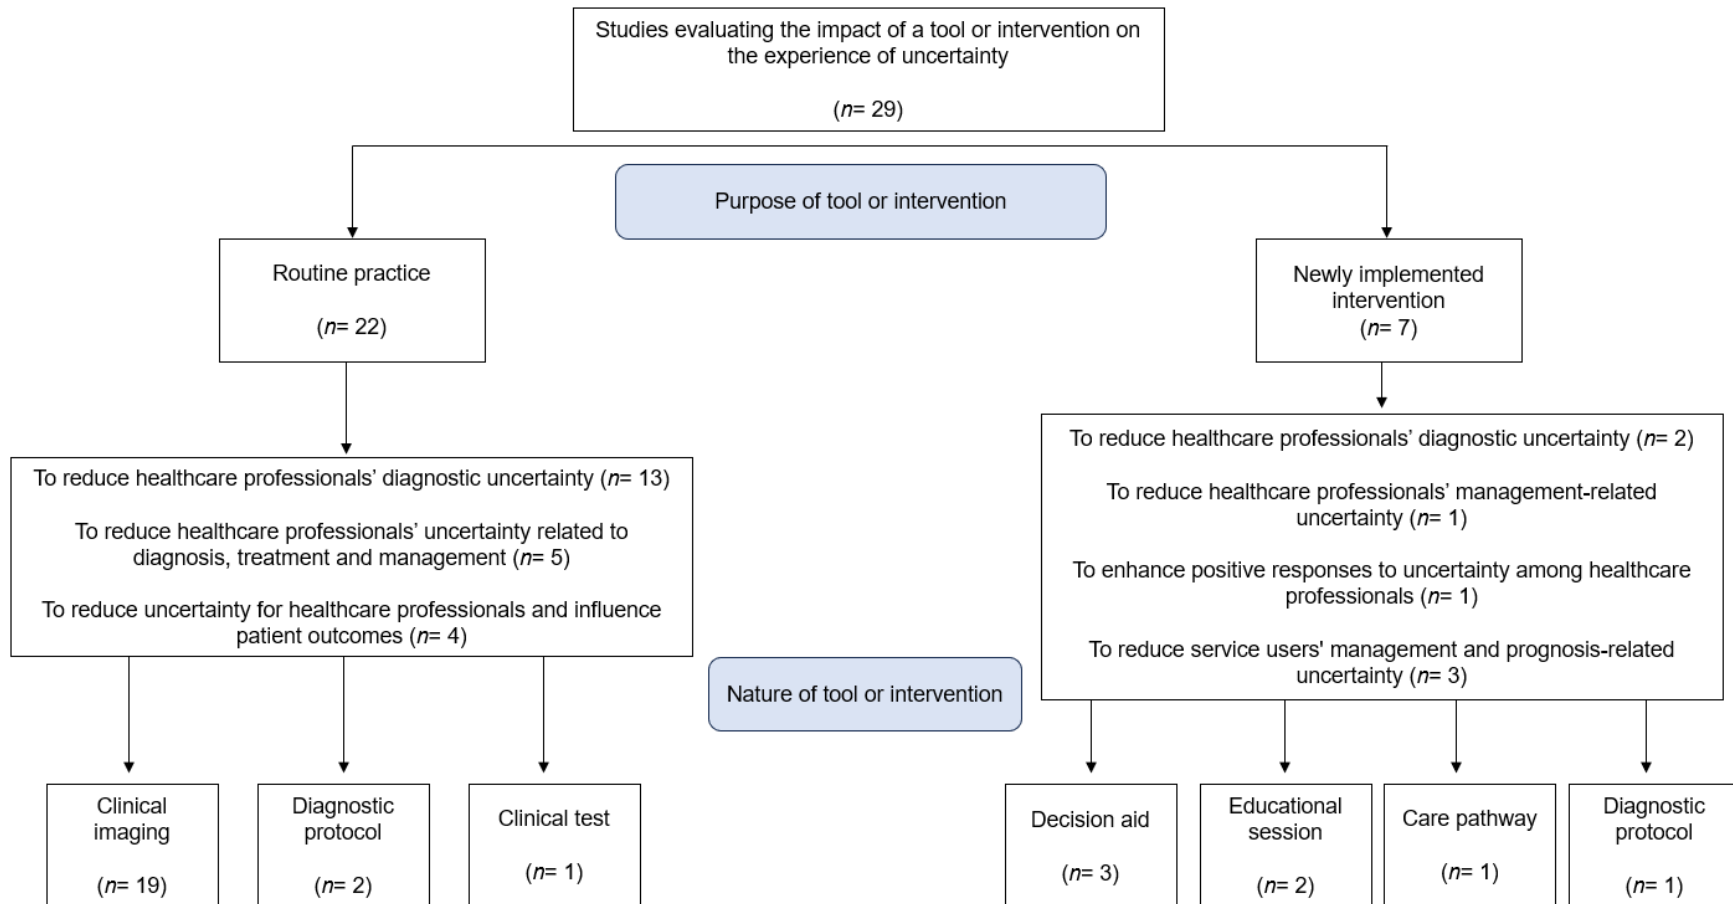 Studies evaluating the impact of a tool or intervention on
the experience of uncertainty
(n= 29)
Purpose of tool or intervention
Routine practice
(n= 22)
Newly implemented
intervention
(n= 7)
To reduce healthcare professionals’ diagnostic uncertainty (n= 13)
To reduce healthcare professionals’ uncertainty related to
diagnosis, treatment and management (n= 5)
To reduce uncertainty for healthcare professionals and influence
patient outcomes (n= 4)
To reduce healthcare professionals’ diagnostic uncertainty (n= 2)
To reduce healthcare professionals’ management-related
uncertainty (n= 1)
To enhance positive responses to uncertainty among healthcare
professionals (n= 1)
To reduce service users' management and prognosis-related
uncertainty (n= 3)
Nature of tool or intervention
Clinical
imaging
(n= 19)
Diagnostic
protocol
(n= 2)
Clinical test
(n= 1)
Decision aid
(n= 3)
Educational
session
(n= 2)
Care pathway
(n= 1)
Diagnostic
protocol
(n= 1)